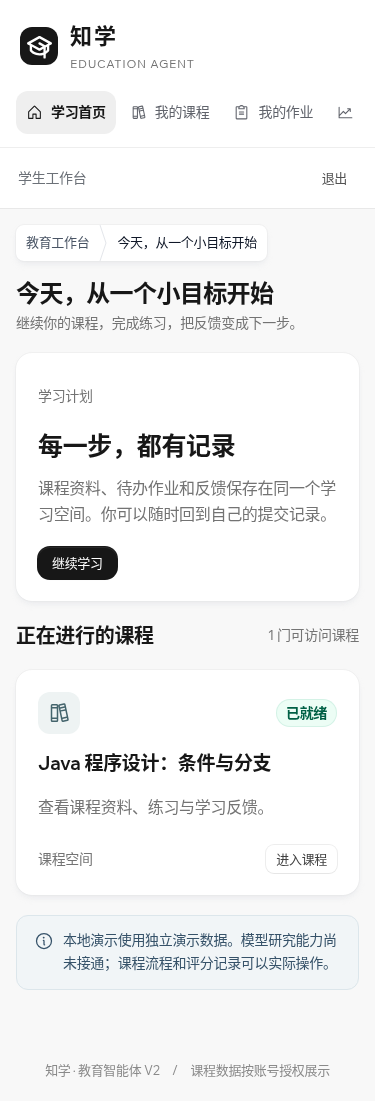 知学
EDUCATION AGENT
学习首页 我的课程 我的作业
学生工作台 退出
教育工作台 今天，从一个小目标开始
今天，从一个小目标开始
继续你的课程，完成练习，把反馈变成下一步。
学习计划
每一步，都有记录
课程资料、待办作业和反馈保存在同一个学
习空间。你可以随时回到自己的提交记录。
继续学习
正在进行的课程 1 门可访问课程
已就绪
Java 程序设计：条件与分支
查看课程资料、练习与学习反馈。
课程空间 进入课程
本地演示使用独立演示数据。模型研究能力尚
未接通；课程流程和评分记录可以实际操作。
知学 · 教育智能体 V2 / 课程数据按账号授权展示